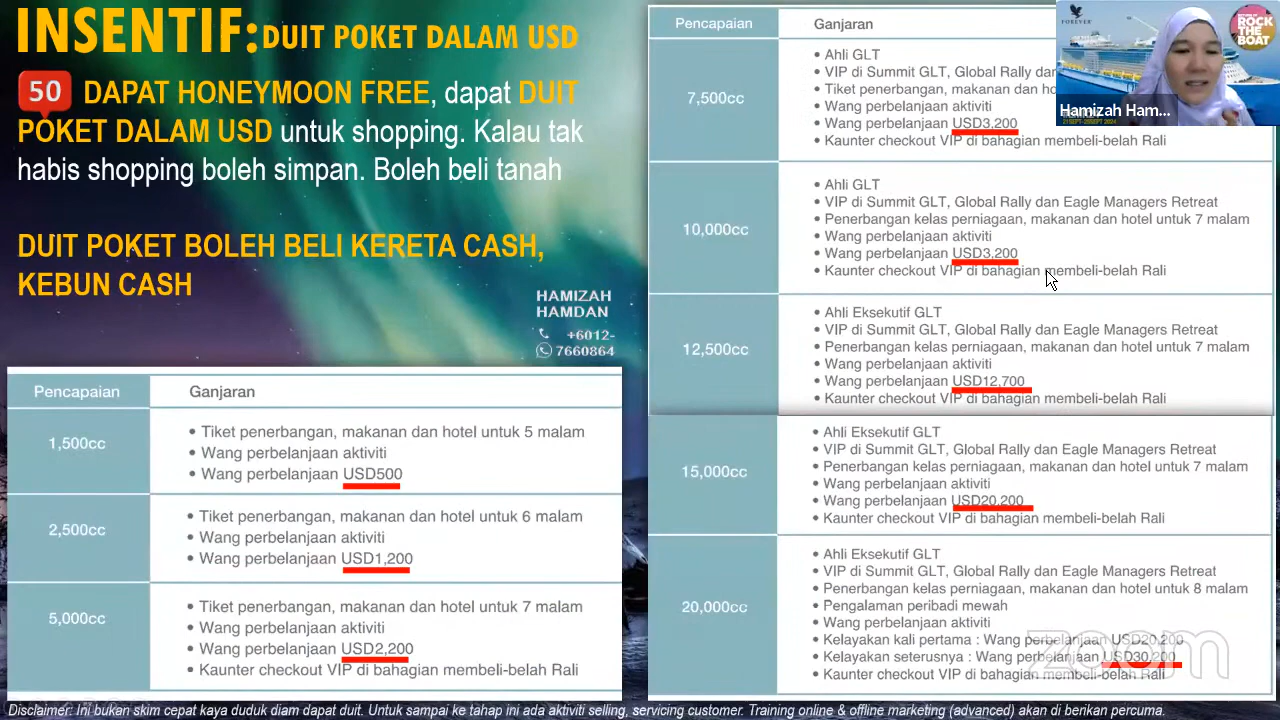 INSENTIF: DUIT POKET DALAM USD
50 DAPAT HONEYMOON FREE, dapat DUIT
POKET DALAM USD untuk shopping. Kalau tak
habis shopping boleh simpan. Boleh beli tanah
DUIT POKET BOLEH BELI KERETA CASH,
KEBUN CASH
HAMIZAH
HAMDAN
+6012-
7660864
Pencapaian Ganjaran
1,500cc
• Tiket penerbangan, makanan dan hotel untuk 5 malam
• Wang perbelanjaan aktiviti
• Wang perbelanjaan USD500
2,500cc
• Tiket penerbangan, makanan dan hotel untuk 6 malam
• Wang perbelanjaan aktiviti
• Wang perbelanjaan USD1,200
5,000cc
• Tiket penerbangan, makanan dan hotel untuk 7 malam
• Wang perbelanjaan aktiviti
• Wang perbelanjaan USD2,200
• Kaunter checkout VIP di bahagian membeli-belah Rali
Pencapaian Ganjaran
7,500cc
• Ahli GLT
• VIP di Summit GLT, Global Rally dan
• Tiket penerbangan, makanan dan ho
• Wang perbelanjaan aktiviti
• Wang perbelanjaan USD3,200
• Kaunter checkout VIP di bahagian membeli-belah Rali
10,000cc
• Ahli GLT
• VIP di Summit GLT, Global Rally dan Eagle Managers Retreat
• Penerbangan kelas perniagaan, makanan dan hotel untuk 7 malam
• Wang perbelanjaan aktiviti
• Wang perbelanjaan USD3,200
• Kaunter checkout VIP di bahagian membeli-belah Rali
12,500cc
• Ahli Eksekutif GLT
• VIP di Summit GLT, Global Rally dan Eagle Managers Retreat
• Penerbangan kelas perniagaan, makanan dan hotel untuk 7 malam
• Wang perbelanjaan aktiviti
• Wang perbelanjaan USD12,700
• Kaunter checkout VIP di bahagian membeli-belah Rali
15,000cc
• Ahli Eksekutif GLT
• VIP di Summit GLT, Global Rally dan Eagle Managers Retreat
• Penerbangan kelas perniagaan, makanan dan hotel untuk 7 malam
• Wang perbelanjaan aktiviti
• Wang perbelanjaan USD20,200
• Kaunter checkout VIP di bahagian membeli-belah Rali
20,000cc
• Ahli Eksekutif GLT
• VIP di Summit GLT, Global Rally dan Eagle Managers Retreat
• Penerbangan kelas perniagaan, makanan dan hotel untuk 8 malam
• Pengalaman peribadi mewah
• Wang perbelanjaan aktiviti
• Kelayakan kali pertama : Wang perbelanjaan
• Kelayakan seterusnya : Wang perbelanjaan
• Kaunter checkout VIP di bahagian membeli-belah Rali
zoom
FOREVER
ROCK
THE
BOAT
Hamizah Ham...
Disclaimer: Ini bukan skim cepat kaya duduk diam dapat duit. Untuk sampai ke tahap ini ada aktiviti selling, servicing customer. Training online & offline marketing (advanced) akan di berikan percuma.